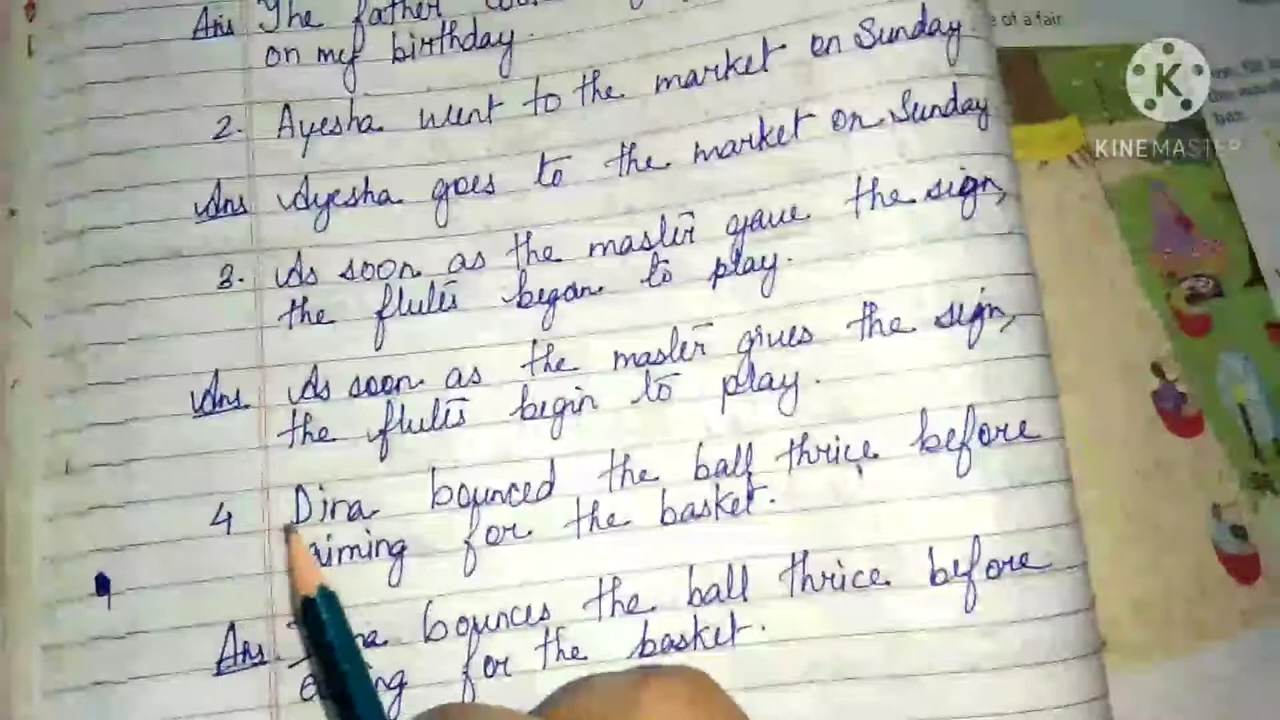 Ans The father
on my birthday.
2. Ayesha went to the market on Sunday
Ans Ayesha goes to the market on Sunday
3. As soon as the master gave the sign,
the flutes began to play.
Ans As soon as the master gives the sign,
the flutes begin to play.
4 Dina bounced the ball thrice before
aiming for the basket.
Ans bounces the ball thrice before
for the basket.
of a fair
K
KINEMASTER